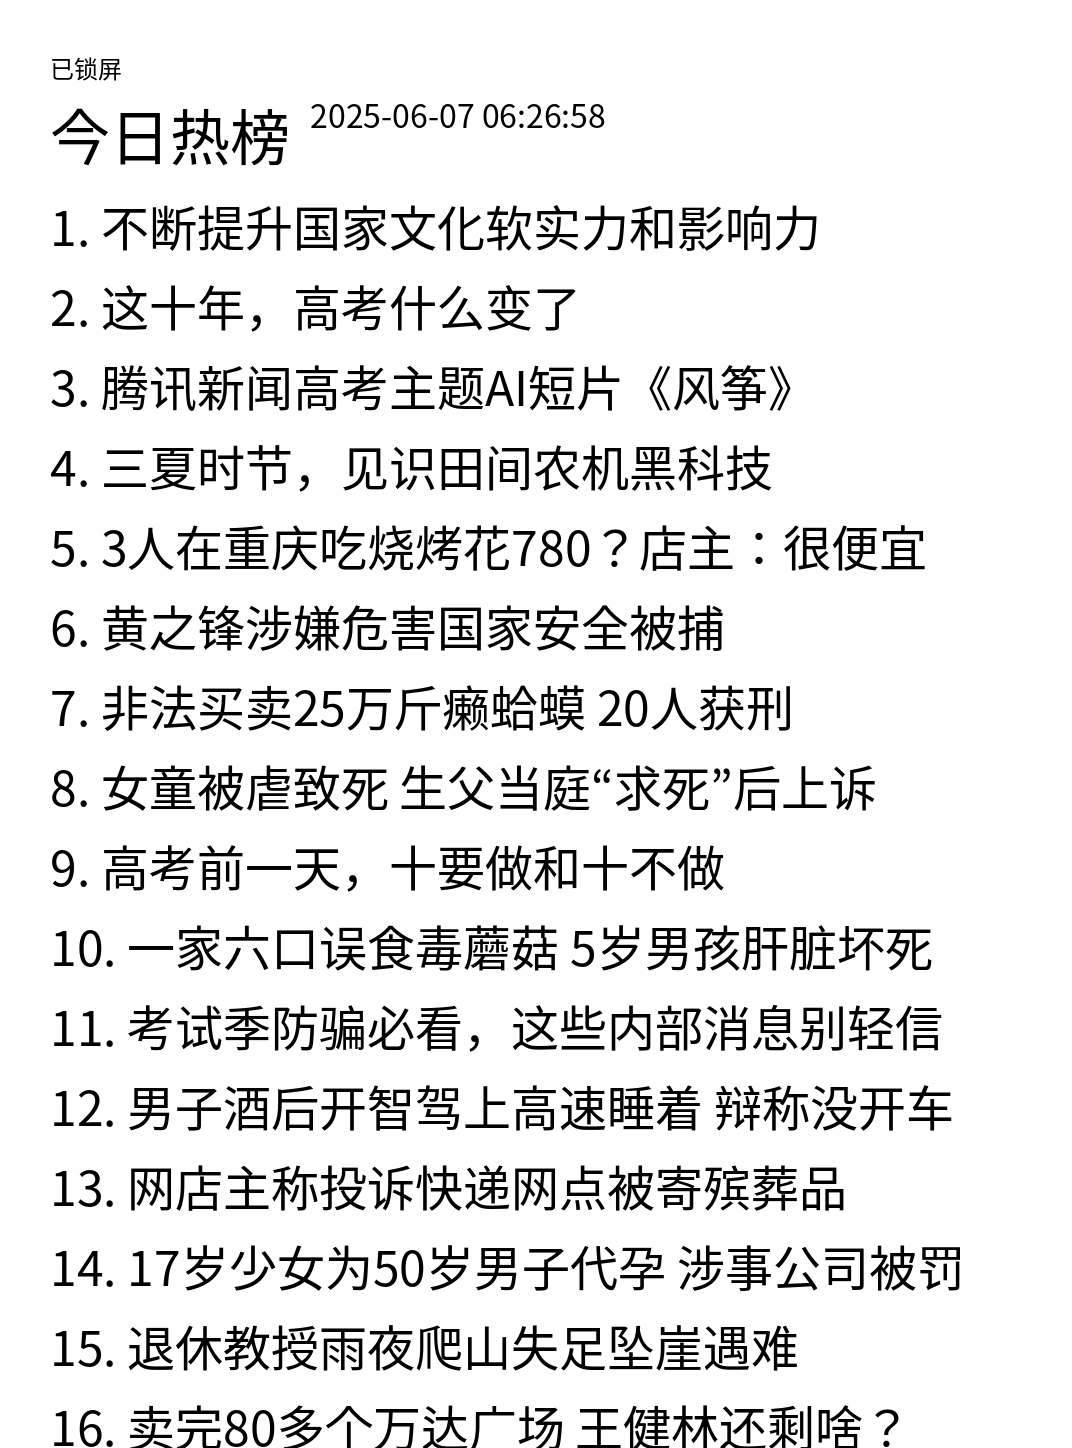 已锁屏
今日热榜 2025-06-07 06:26:58
1. 不断提升国家文化软实力和影响力
2. 这十年，高考什么变了
3. 腾讯新闻高考主题AI短片《风筝》
4. 三夏时节，见识田间农机黑科技
5. 3人在重庆吃烧烤花780？店主：很便宜
6. 黄之锋涉嫌危害国家安全被捕
7. 非法买卖25万斤癞蛤蟆 20人获刑
8. 女童被虐致死 生父当庭“求死”后上诉
9. 高考前一天，十要做和十不做
10. 一家六口误食毒蘑菇 5岁男孩肝脏坏死
11. 考试季防骗必看，这些内部消息别轻信
12. 男子酒后开智驾上高速睡着 辩称没开车
13. 网店主称投诉快递网点被寄殡葬品
14. 17岁少女为50岁男子代孕 涉事公司被罚
15. 退休教授雨夜爬山失足坠崖遇难
16. 卖完80多个万达广场 王健林还剩啥？